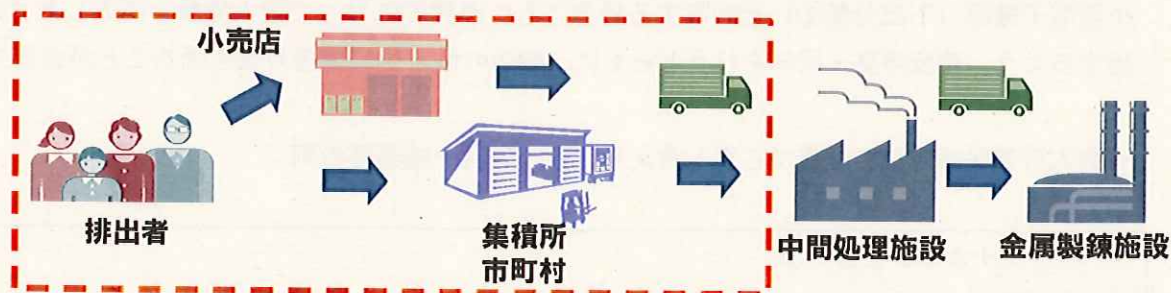 小売店
排出者
集積所
市町村
中間処理施設
金属製錬施設